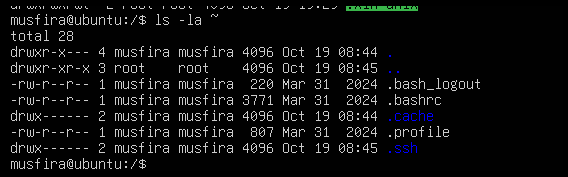 musfira@ubuntu:/$ ls -la ~
total 28
drwxr-x--- 4 musfira musfira 4096 Oct 19 08:44 .
drwxr-xr-x 3 root    root    4096 Oct 19 08:45 ..
-rw-r--r-- 1 musfira musfira  220 Mar 31  2024 .bash_logout
-rw-r--r-- 1 musfira musfira 3771 Mar 31  2024 .bashrc
drwx------ 2 musfira musfira 4096 Oct 19 08:44 .cache
-rw-r--r-- 1 musfira musfira  807 Mar 31  2024 .profile
drwx------ 2 musfira musfira 4096 Oct 19 08:45 .ssh
musfira@ubuntu:/$